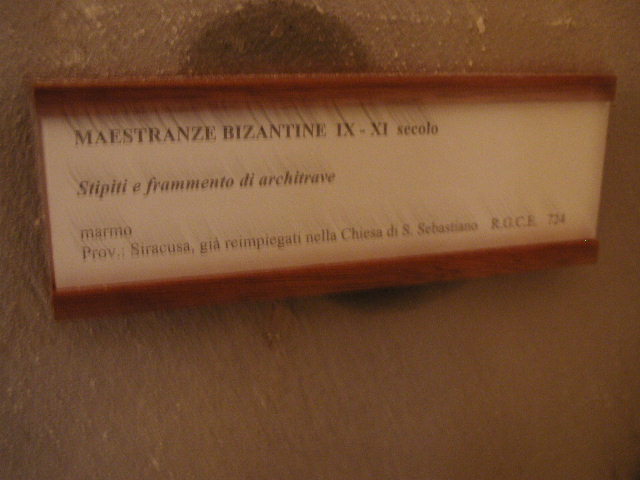 MAESTRANZE BIZANTINE IX - XI secolo
Stipiti e frammento di architrave
marmo
Prov.: Siracusa, già reimpiegati nella Chiesa di S. Sebastiano R.G.C.E. 734